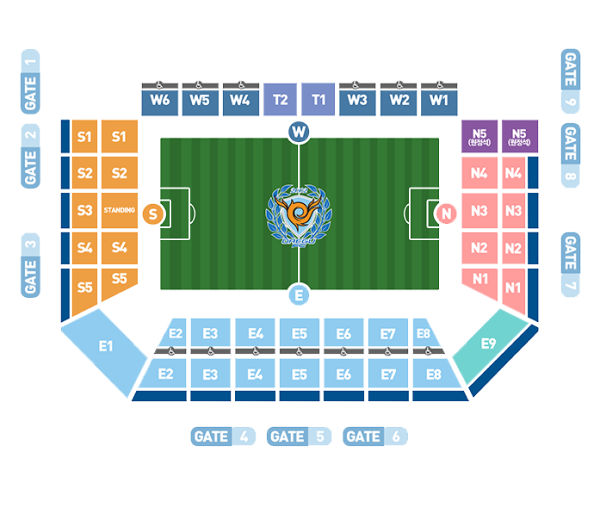 GATE 1
GATE 9
W6 W5 W4 T2 T1 W3 W2 W1
GATE 2
S1 S1
W
N5 (원정석) N5 (원정석)
GATE 8
S2 S2
N4 N4
S3 STANDING
S
N
N3 N3
GATE 3
S4 S4
N2 N2
GATE 7
S5 S5
E
N1 N1
E1
E2 E3 E4 E5 E6 E7 E8
E9
E2 E3 E4 E5 E6 E7 E8
GATE 4 GATE 5 GATE 6